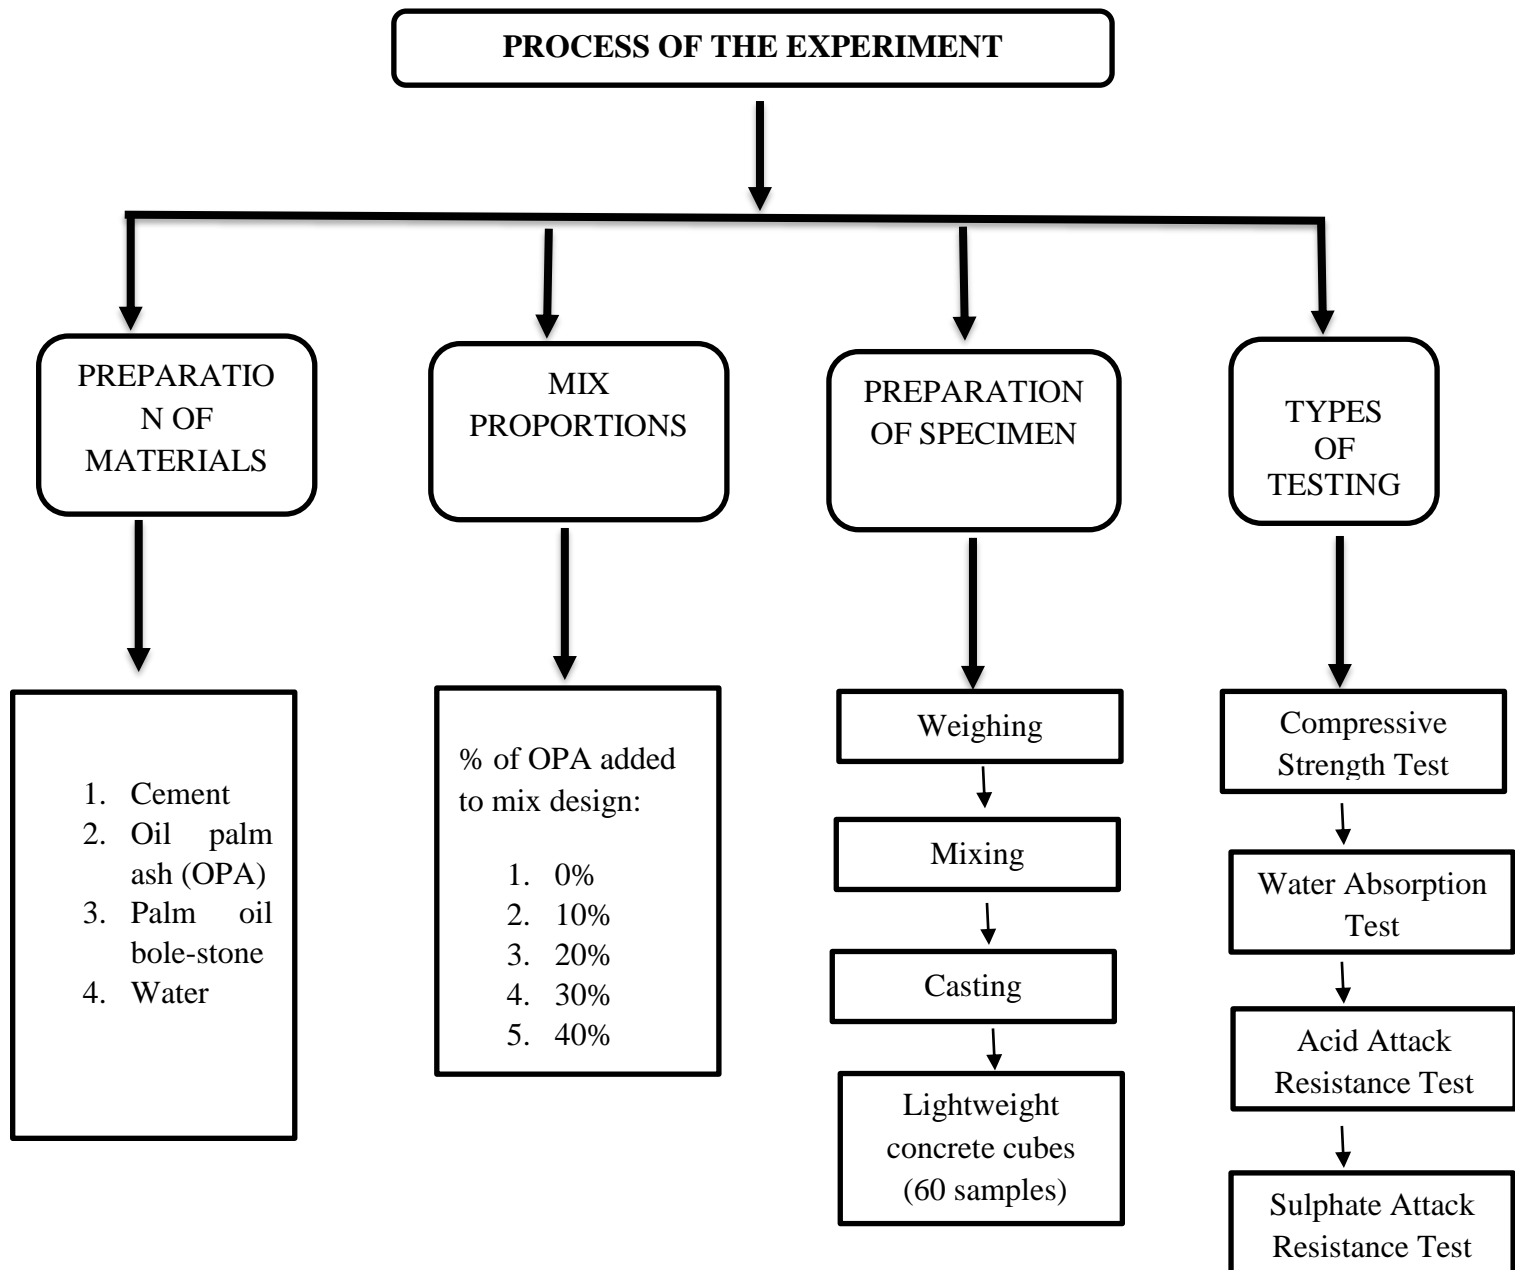 PROCESS OF THE EXPERIMENT
PREPARATIO
N OF
MATERIALS
MIX
PROPORTIONS
PREPARATION
OF SPECIMEN
TYPES
OF
TESTING
1. Cement
2. Oil palm
ash (OPA)
3. Palm oil
bole-stone
4. Water
% of OPA added
to mix design:
1. 0%
2. 10%
3. 20%
4. 30%
5. 40%
Weighing
Mixing
Casting
Lightweight
concrete cubes
(60 samples)
Compressive
Strength Test
Water Absorption
Test
Acid Attack
Resistance Test
Sulphate Attack
Resistance Test